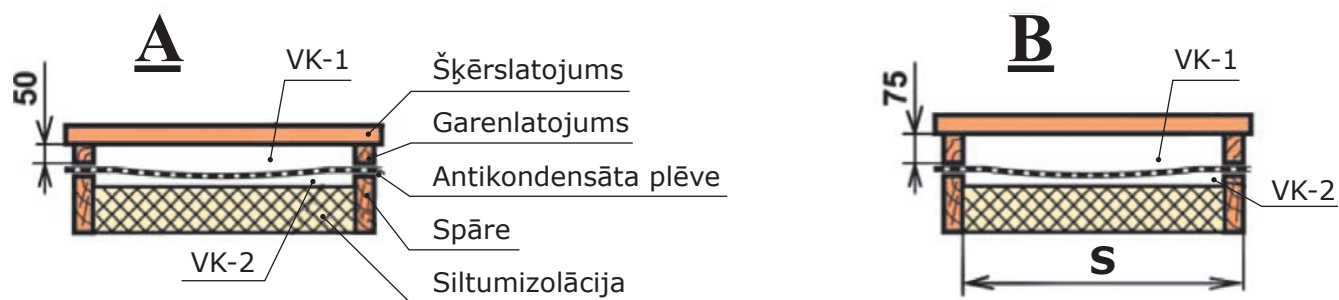 A
VK-1
50
Šķērslatojums
Garenlatojums
Antikondensāta plēve
Spāre
VK-2
Siltumizolācija
B
VK-1
75
VK-2
S